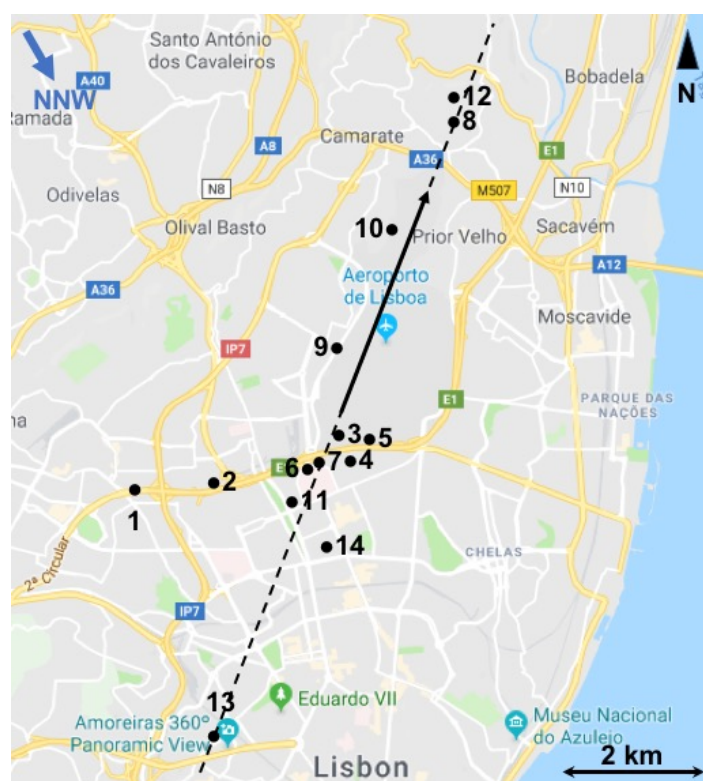 Santo António
dos Cavaleiros
Bobadela
A40
NNW
Ramada
N
12
8
Camarate
A8
E1
A36
N8
M507
N10
Odivelas
Olival Basto
10
Prior Velho
Sacavém
A12
A36
Aeroporto
de Lisboa
Moscavide
IP7
9
PARQUE DAS
NAÇÕES
E1
3
5
E
7
4
6
2
1
11
14
CHELAS
2ª Circular
IP7
13
Eduardo VII
Amoreiras 360°
Panoramic View
Museu Nacional
do Azulejo
2 km
Lisbon